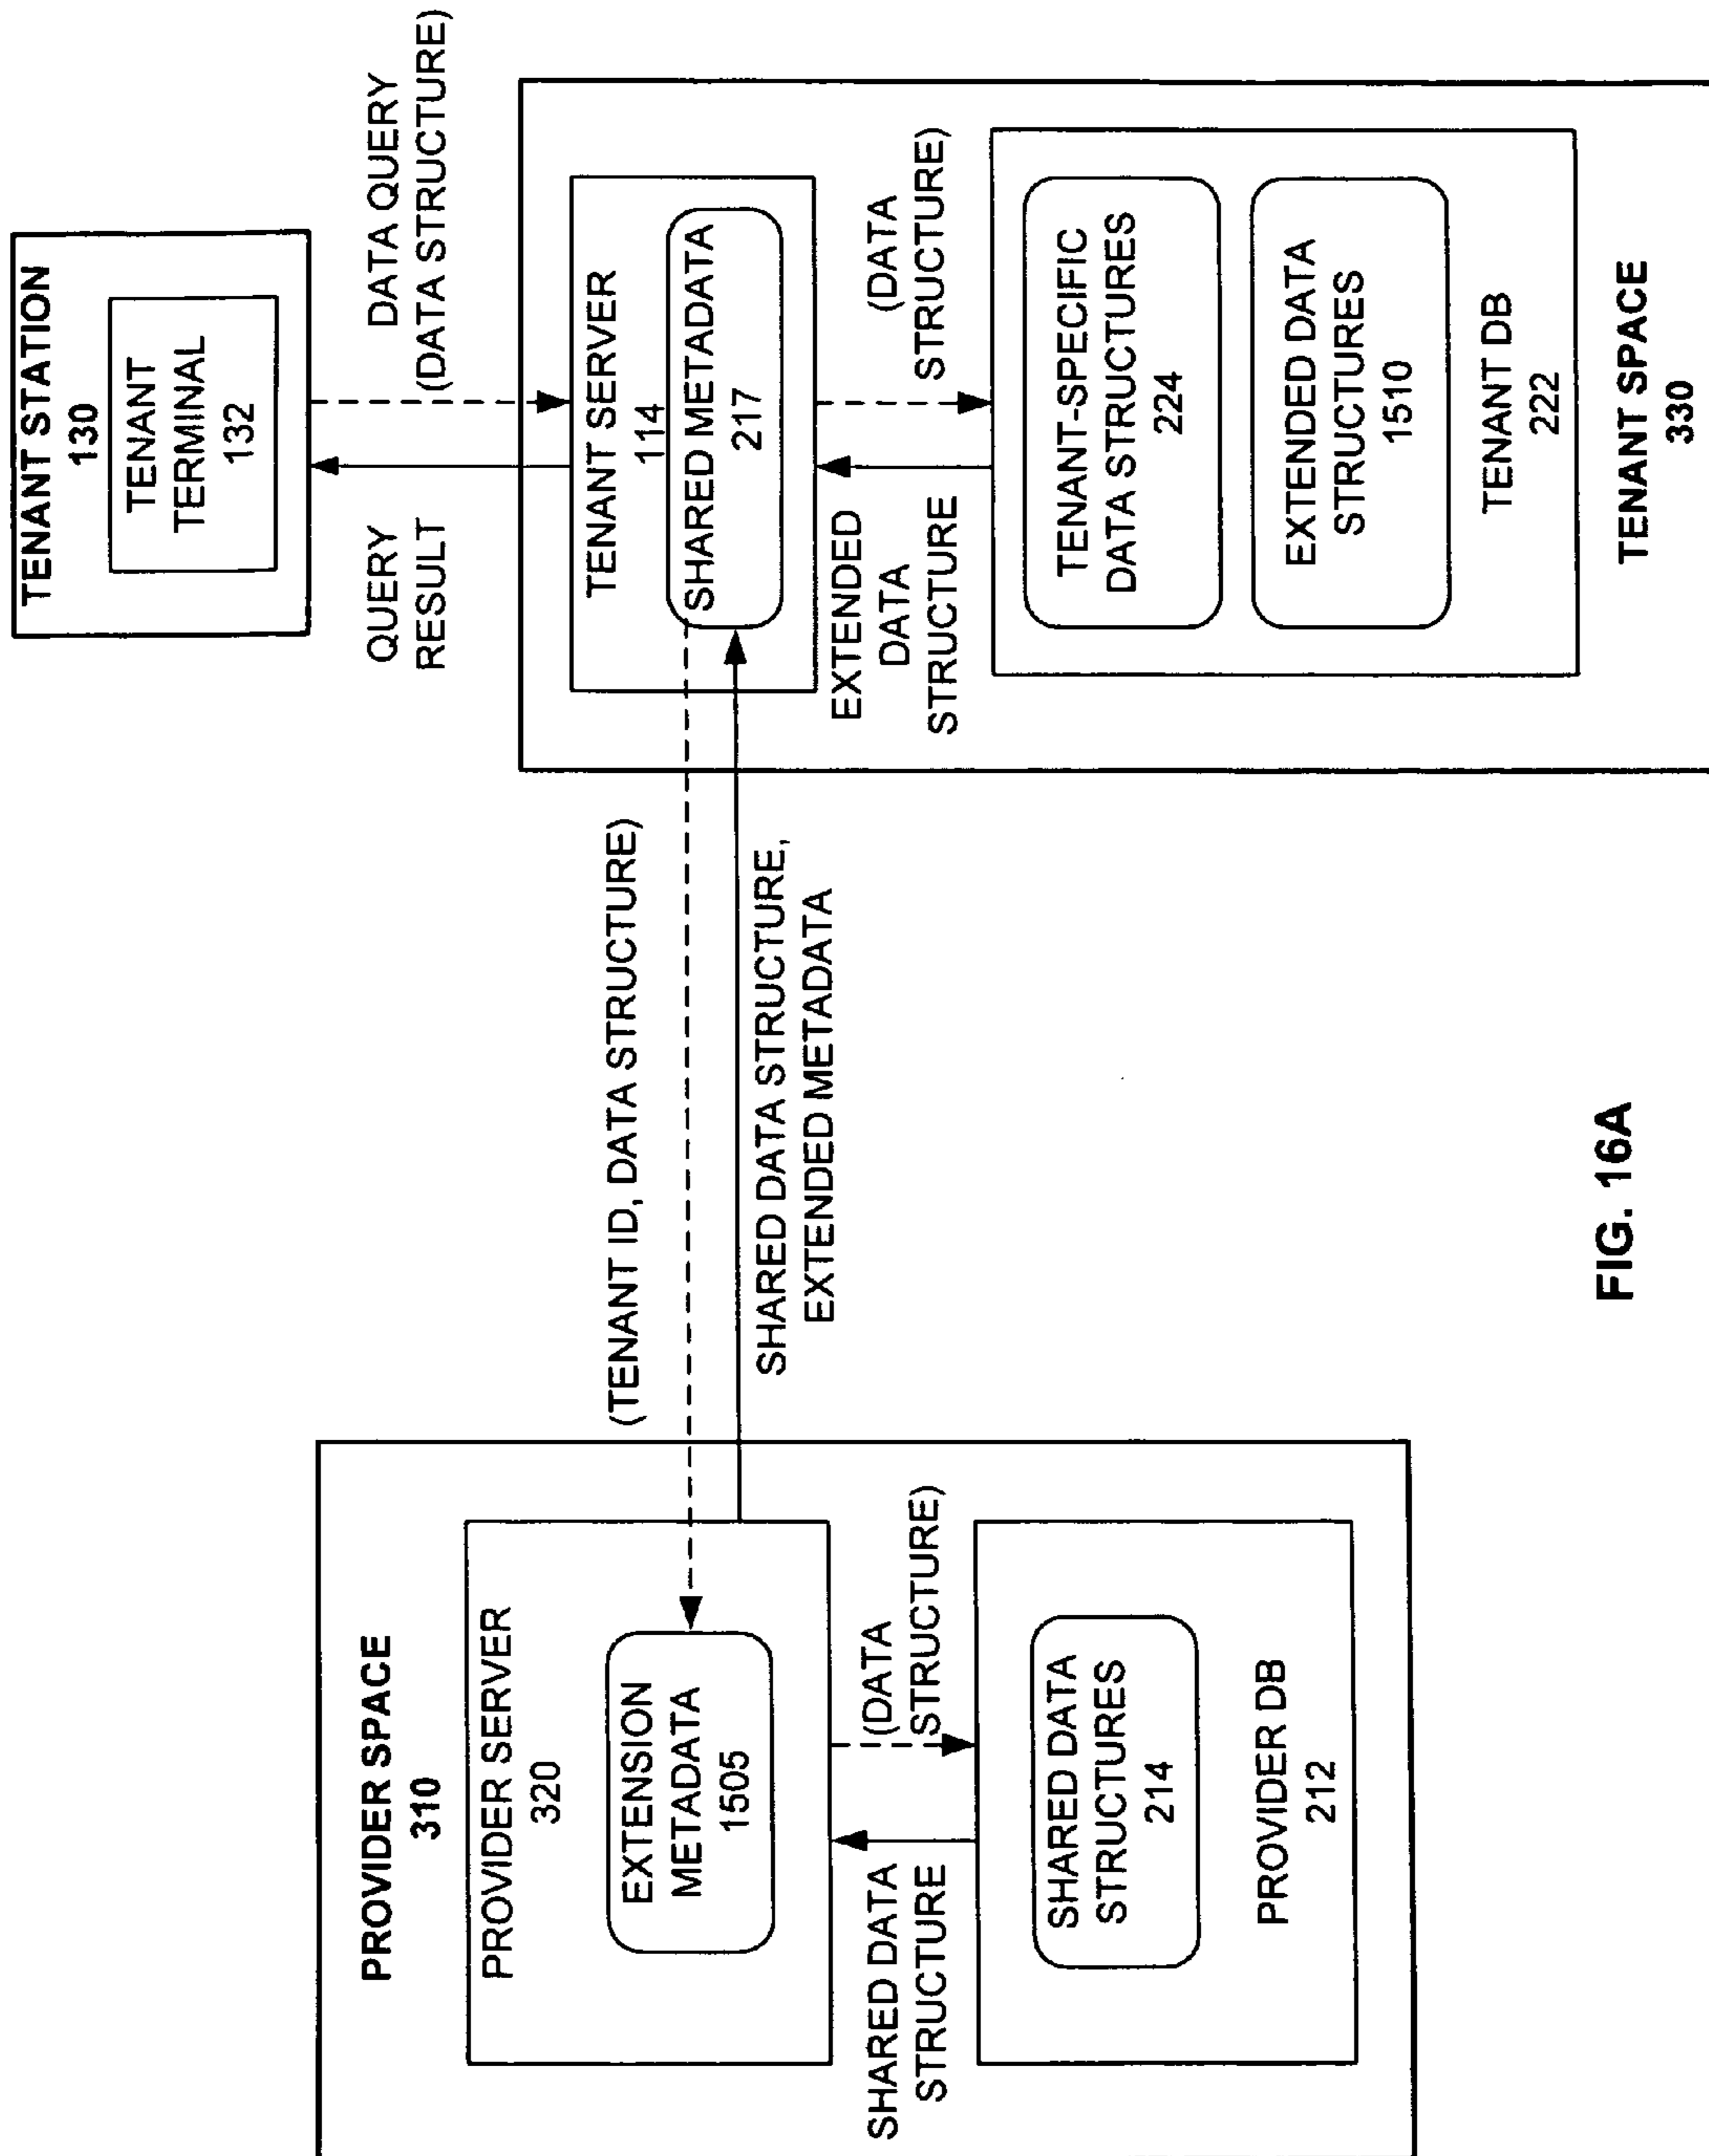 TENANT STATION
130
TENANT
TERMINAL
132
QUERY
RESULT
DATA QUERY
(DATA STRUCTURE)
PROVIDER SPACE
310
PROVIDER SERVER
320
EXTENSION
METADATA
1505
SHARED DATA
STRUCTURE
(DATA
STRUCTURE)
SHARED DATA
STRUCTURES
214
PROVIDER DB
212
(TENANT ID, DATA STRUCTURE)
SHARED DATA STRUCTURE,
EXTENDED METADATA
TENANT SERVER
114
SHARED METADATA
217
EXTENDED
DATA
STRUCTURE
(DATA
STRUCTURE)
TENANT-SPECIFIC
DATA STRUCTURES
224
EXTENDED DATA
STRUCTURES
1510
TENANT DB
222
TENANT SPACE
330
FIG. 16A